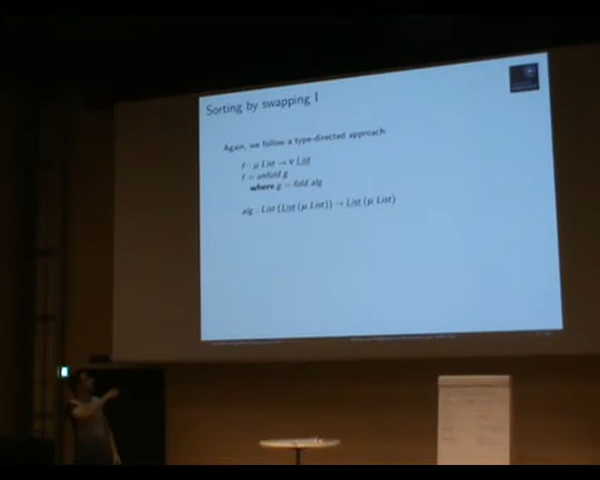 Sorting by swapping I
Again, we follow a type-directed approach:
f : μ List → ν List
f = unfold g
where g = fold alg
alg : List (List (μ List)) → List (μ List)